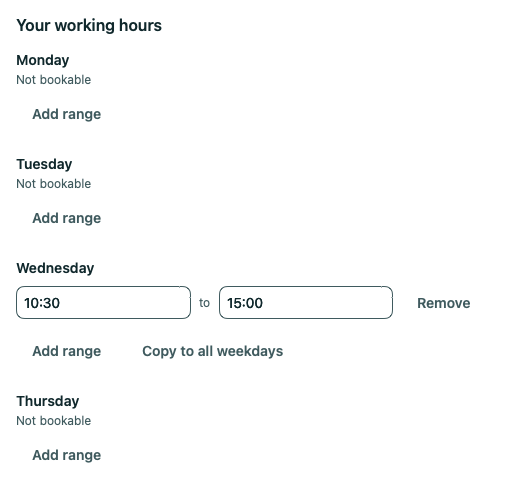 Your working hours
Monday
Not bookable
Add range
Tuesday
Not bookable
Add range
Wednesday
10:30 to 15:00 Remove
Add range Copy to all weekdays
Thursday
Not bookable
Add range